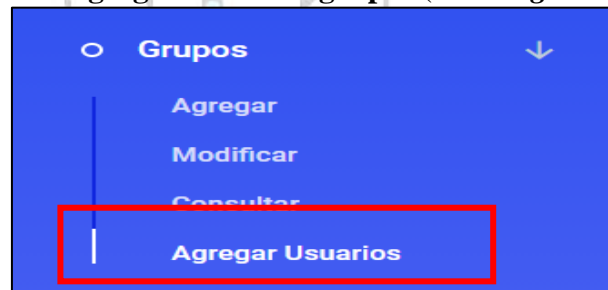 Grupos
Agregar
Modificar
Consultar
Agregar Usuarios